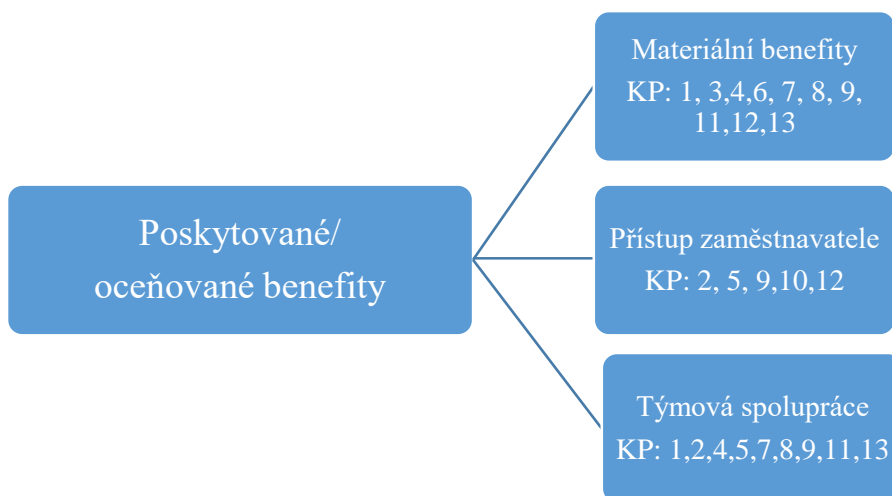 Materiální benefity
KP: 1, 3,4,6, 7, 8, 9,
11,12,13
Poskytované/
oceňované benefity
Přístup zaměstnavatele
KP: 2, 5, 9,10,12
Týmová spolupráce
KP: 1,2,4,5,7,8,9,11,13